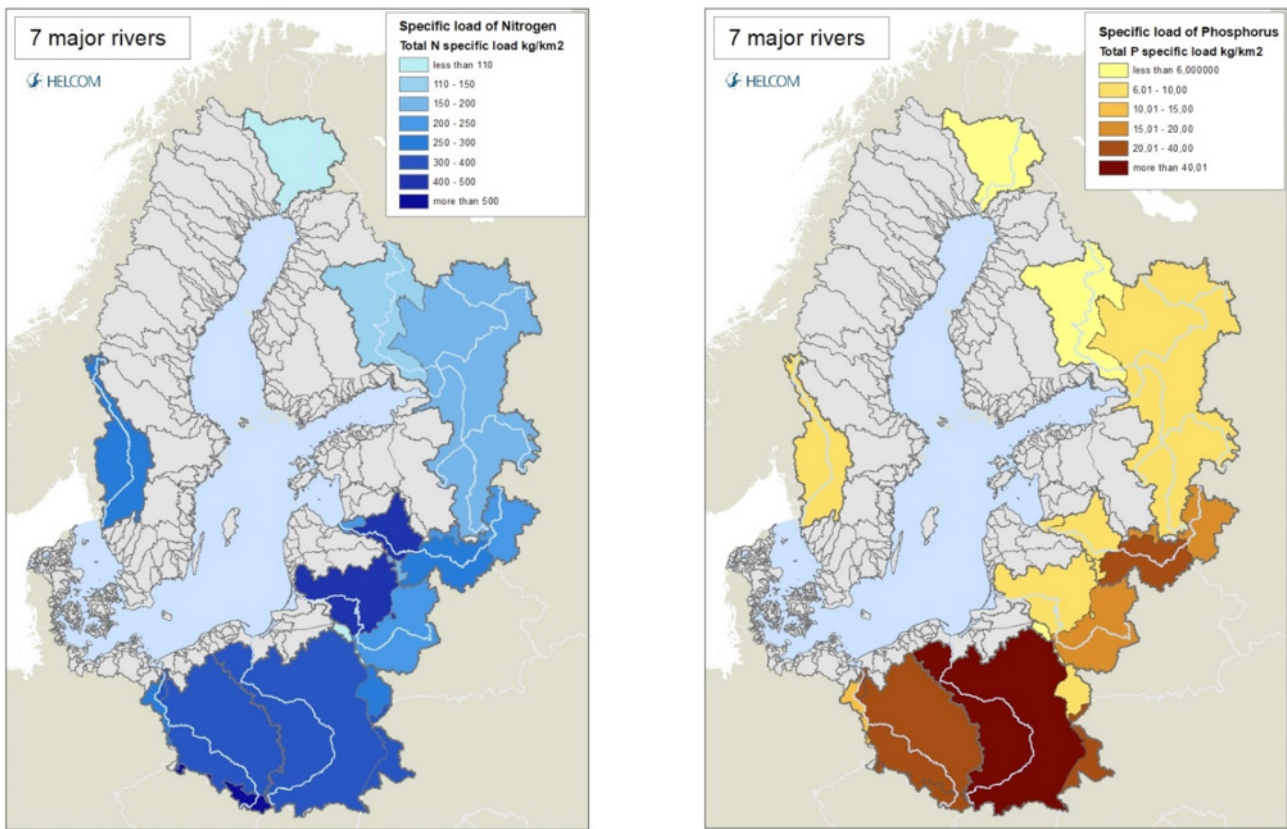 7 major rivers
HELCOM
Specific load of Nitrogen
Total N specific load kg/km2
less than 110
110 - 150
150 - 200
200 - 250
250 - 300
300 - 400
400 - 500
more than 500
7 major rivers
HELCOM
Specific load of Phosphorus
Total P specific load kg/km2
less than 6,000000
6,01 - 10,00
10,01 - 15,00
15,01 - 20,00
20,01 - 40,00
more than 40,01